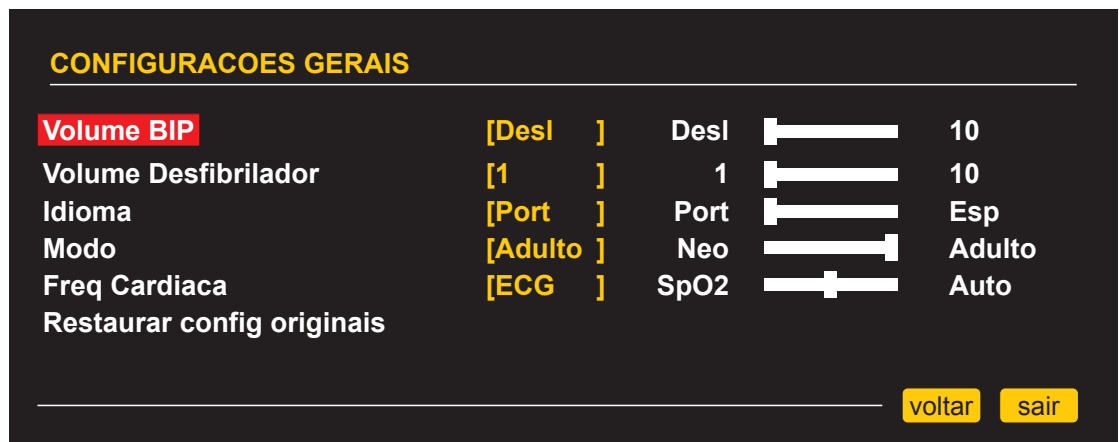 CONFIGURACOES GERAIS
Volume BIP [Desl ] Desl 10
Volume Desfibrilador [1 ] 1 10
Idioma [Port ] Port Esp
Modo [Adulto ] Neo Adulto
Freq Cardiaca [ECG ] SpO2 Auto
Restaurar config originais
voltar sair